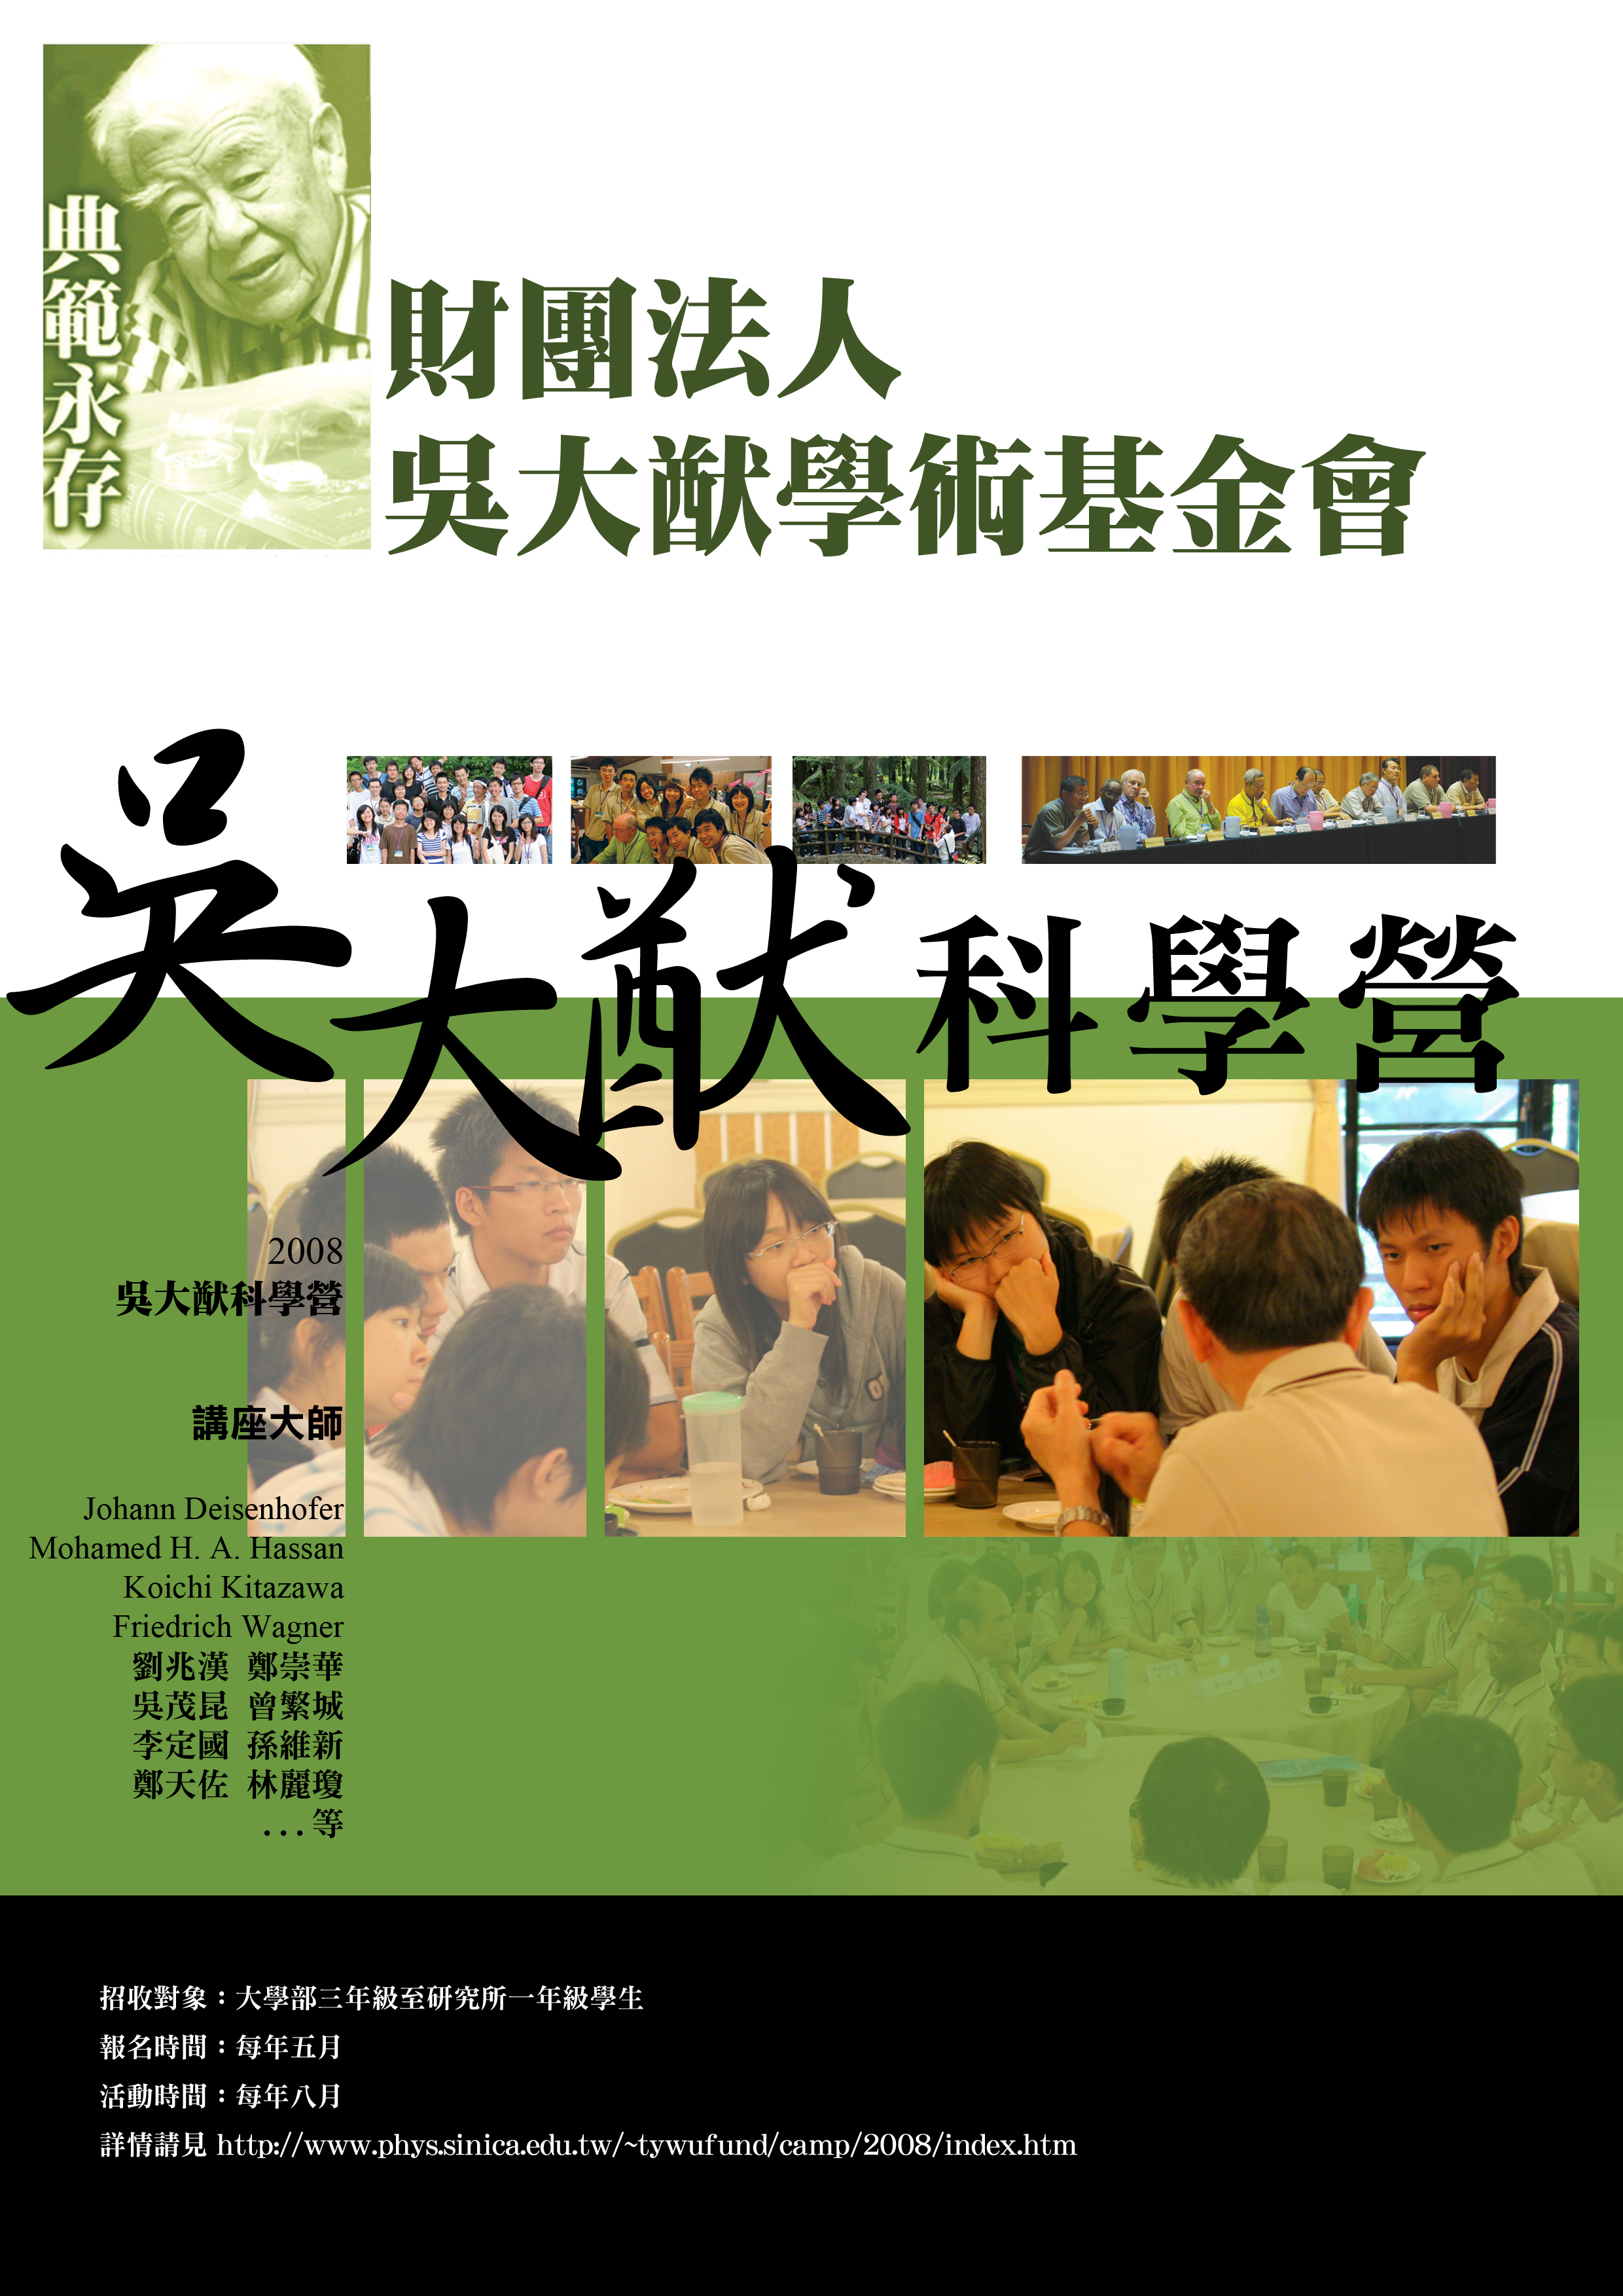 典範永存
財團法人
吳大猷學術基金會
吳大猷科學營
2008
吳大猷科學營
講座大師
Johann Deisenhofer
Mohamed H. A. Hassan
Koichi Kitazawa
Friedrich Wagner
劉兆漢 鄭崇華
吳茂昆 曾繁城
李定國 孫維新
鄭天佐 林麗瓊
...等
招收對象：大學部三年級至研究所一年級學生
報名時間：每年五月
活動時間：每年八月
詳情請見 http://www.phys.sinica.edu.tw/~tywufund/camp/2008/index.htm